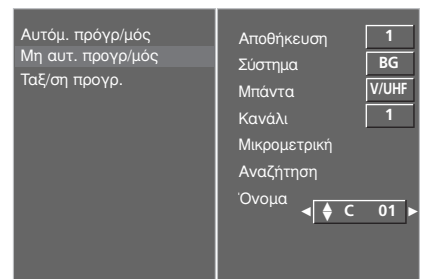 Αυτόμ. πρόγρ/μός
Μη αυτ. προγρ/μός
Ταξ/ση προγρ.
Αποθήκευση 1
Σύστημα BG
Μπάντα V/UHF
Κανάλι 1
Μικρομετρική
Αναζήτηση
Όνομα
C 01